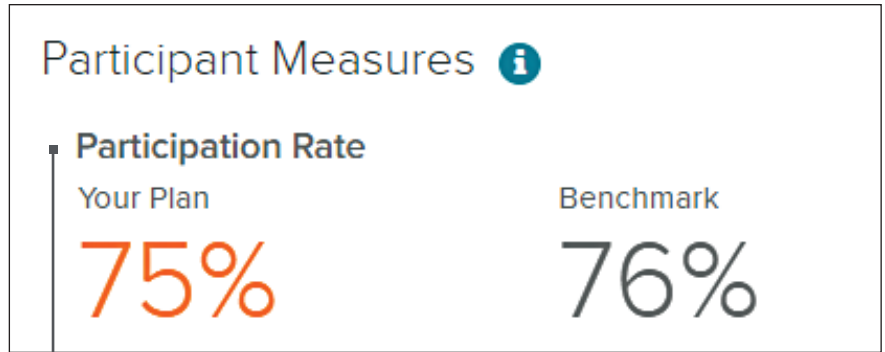 Participant Measures
Participation Rate
Your Plan
Benchmark
75%
76%